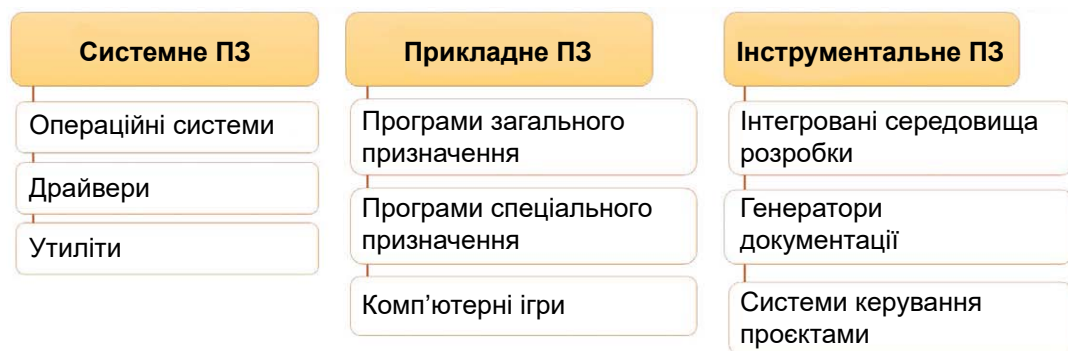 Системне ПЗ
Операційні системи
Драйвери
Утиліти
Прикладне ПЗ
Програми загального
призначення
Програми спеціального
призначення
Комп’ютерні ігри
Інструментальне ПЗ
Інтегровані середовища
розробки
Генератори
документації
Системи керування
проєктами